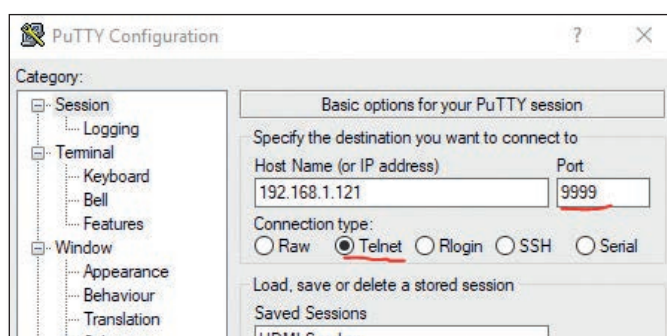 PuTTY Configuration
?
Category:
Session
Logging
Terminal
Keyboard
Bell
Features
Window
Appearance
Behaviour
Translation
Basic options for your PuTTY session
Specify the destination you want to connect to
Host Name (or IP address)
Port
192.168.1.121
9999
Connection type:
Raw
Telnet
Rlogin
SSH
Serial
Load, save or delete a stored session
Saved Sessions